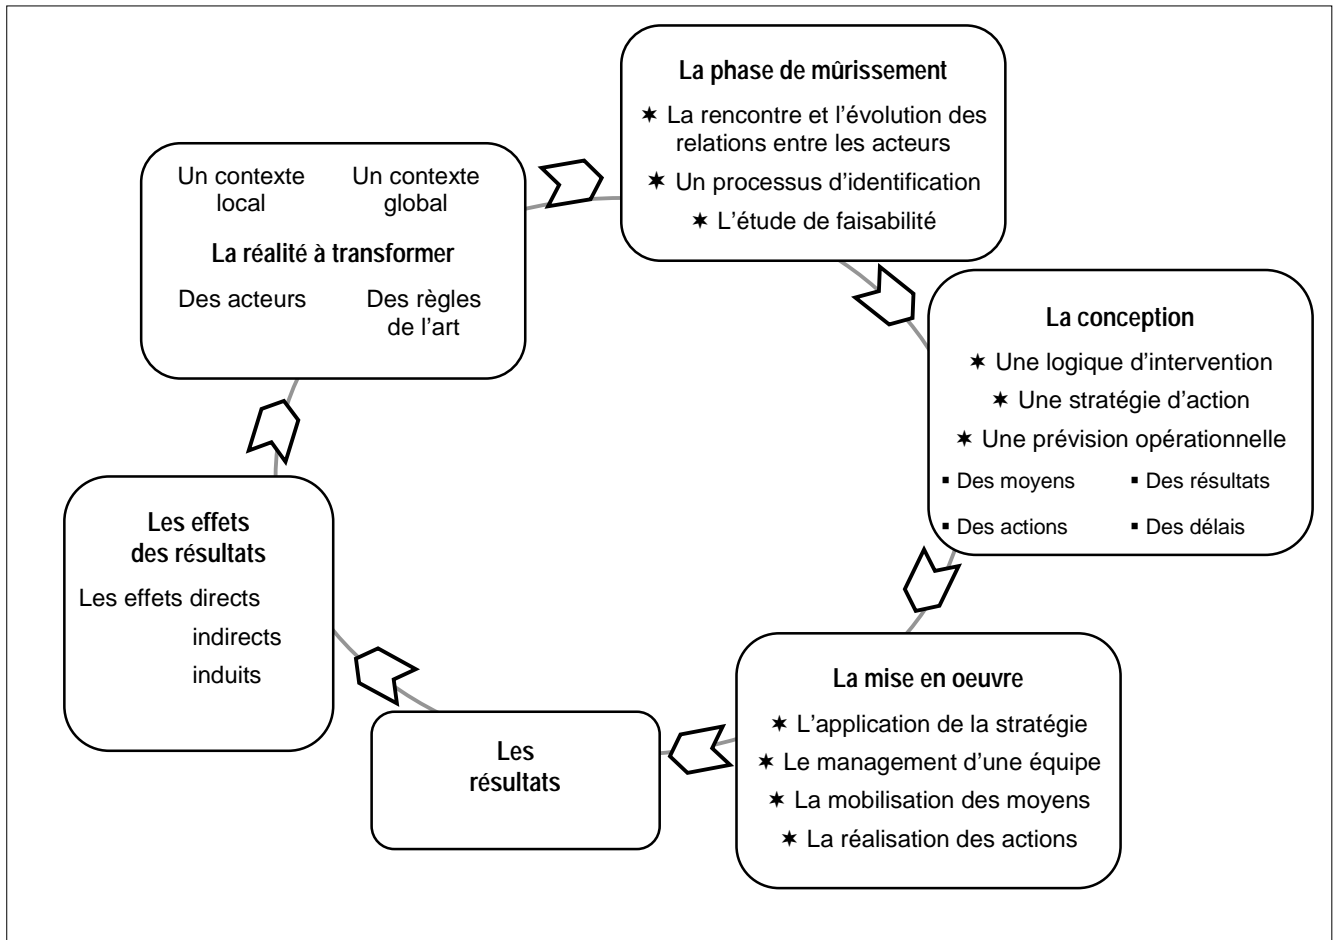 La phase de mûrissement
✶ La rencontre et l’évolution des
relations entre les acteurs
✶ Un processus d’identification
✶ L’étude de faisabilité
Un contexte
local
Un contexte
global
La réalité à transformer
Des acteurs
Des règles
de l’art
La conception
✶ Une logique d’intervention
✶ Une stratégie d’action
✶ Une prévision opérationnelle
▪ Des moyens
▪ Des résultats
▪ Des actions
▪ Des délais
Les effets
des résultats
Les effets directs
indirects
induits
La mise en oeuvre
✶ L’application de la stratégie
✶ Le management d’une équipe
✶ La mobilisation des moyens
✶ La réalisation des actions
Les
résultats